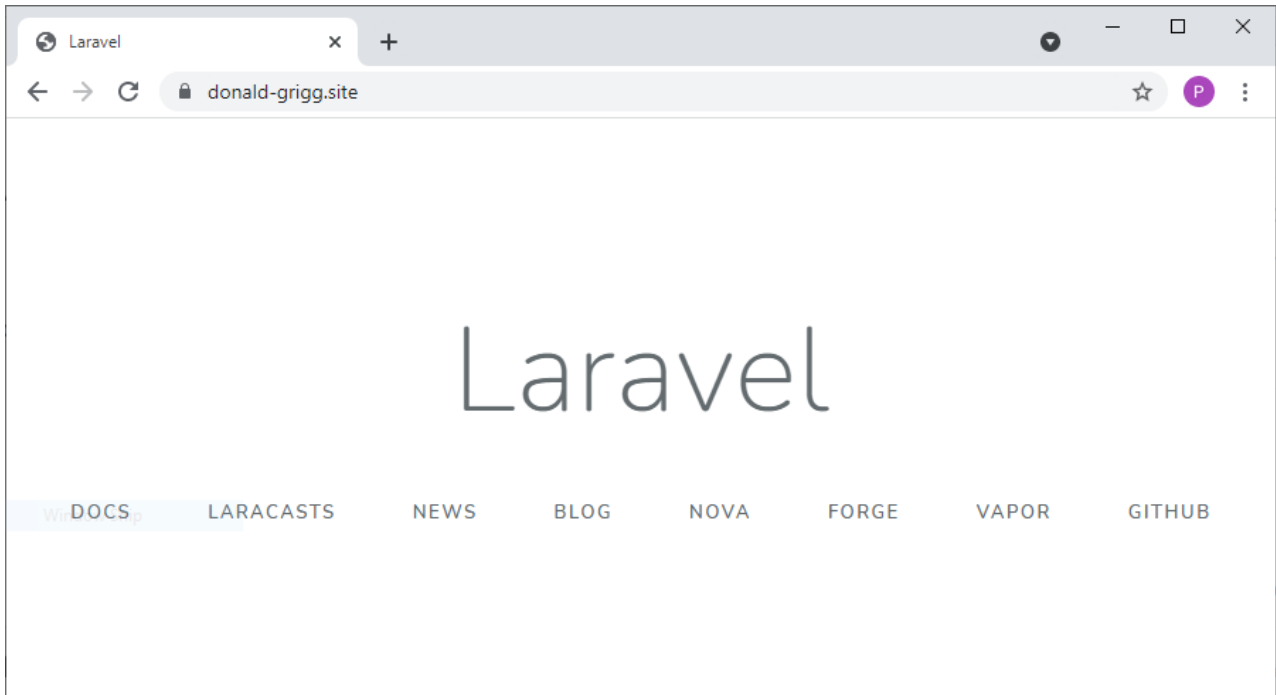 Laravel
donald-grigg.site
P
Laravel
DOCS LARACASTS NEWS BLOG NOVA FORGE VAPOR GITHUB